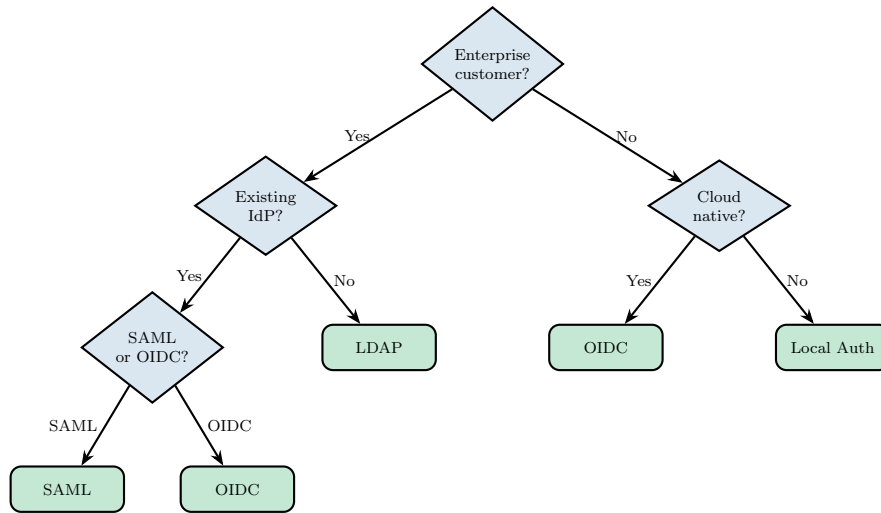 Enterprise
customer?
Yes
No
Existing
IdP?
Cloud
native?
Yes
No
Yes
No
SAML
or OIDC?
LDAP
OIDC
Local Auth
SAML
OIDC
SAML
OIDC